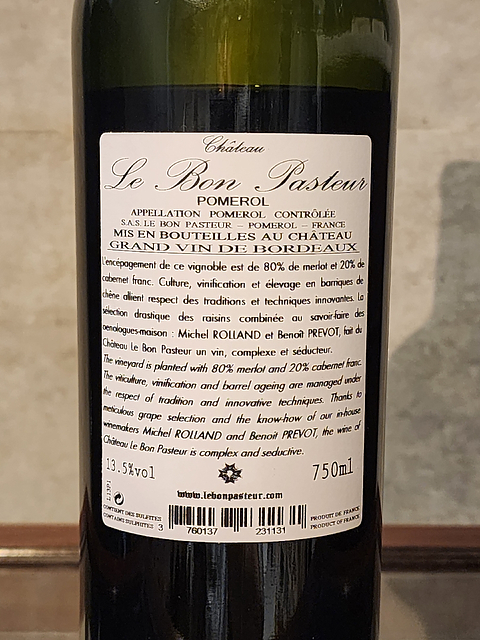 Château
Le Bon Pasteur
POMEROL
APPELLATION POMEROL CONTRÔLÉE
S.A.S. LE BON PASTEUR – POMEROL – FRANCE
MIS EN BOUTEILLES AU CHÂTEAU
GRAND VIN DE BORDEAUX
L'encépagement de ce vignoble est de 80% de merlot et 20% de
cabernet franc. Culture, vinification et élevage en barriques de
chêne allient respect des traditions et techniques innovantes. La
sélection drastique des raisins combinée au savoir-faire des
oenologues-maison : Michel ROLLAND et Benoît PREVOT, fait du
Château Le Bon Pasteur un vin, complexe et séducteur.
The vineyard is planted with 80% merlot and 20% cabernet franc.
The viticulture, vinification and barrel ageing are managed under
the respect of tradition and innovative techniques. Thanks to
meticulous grape selection and the know-how of our in-house
winemakers Michel ROLLAND and Benoit PREVOT, the wine of
Château Le Bon Pasteur is complex and seductive.
13.5%vol 750ml
L13P1
www.lebonpasteur.com
CONTIENT DES SULFITES
CONTAINS SULPHITES
3 760137 231131
PRODUIT DE FRANCE
PRODUCT OF FRANCE